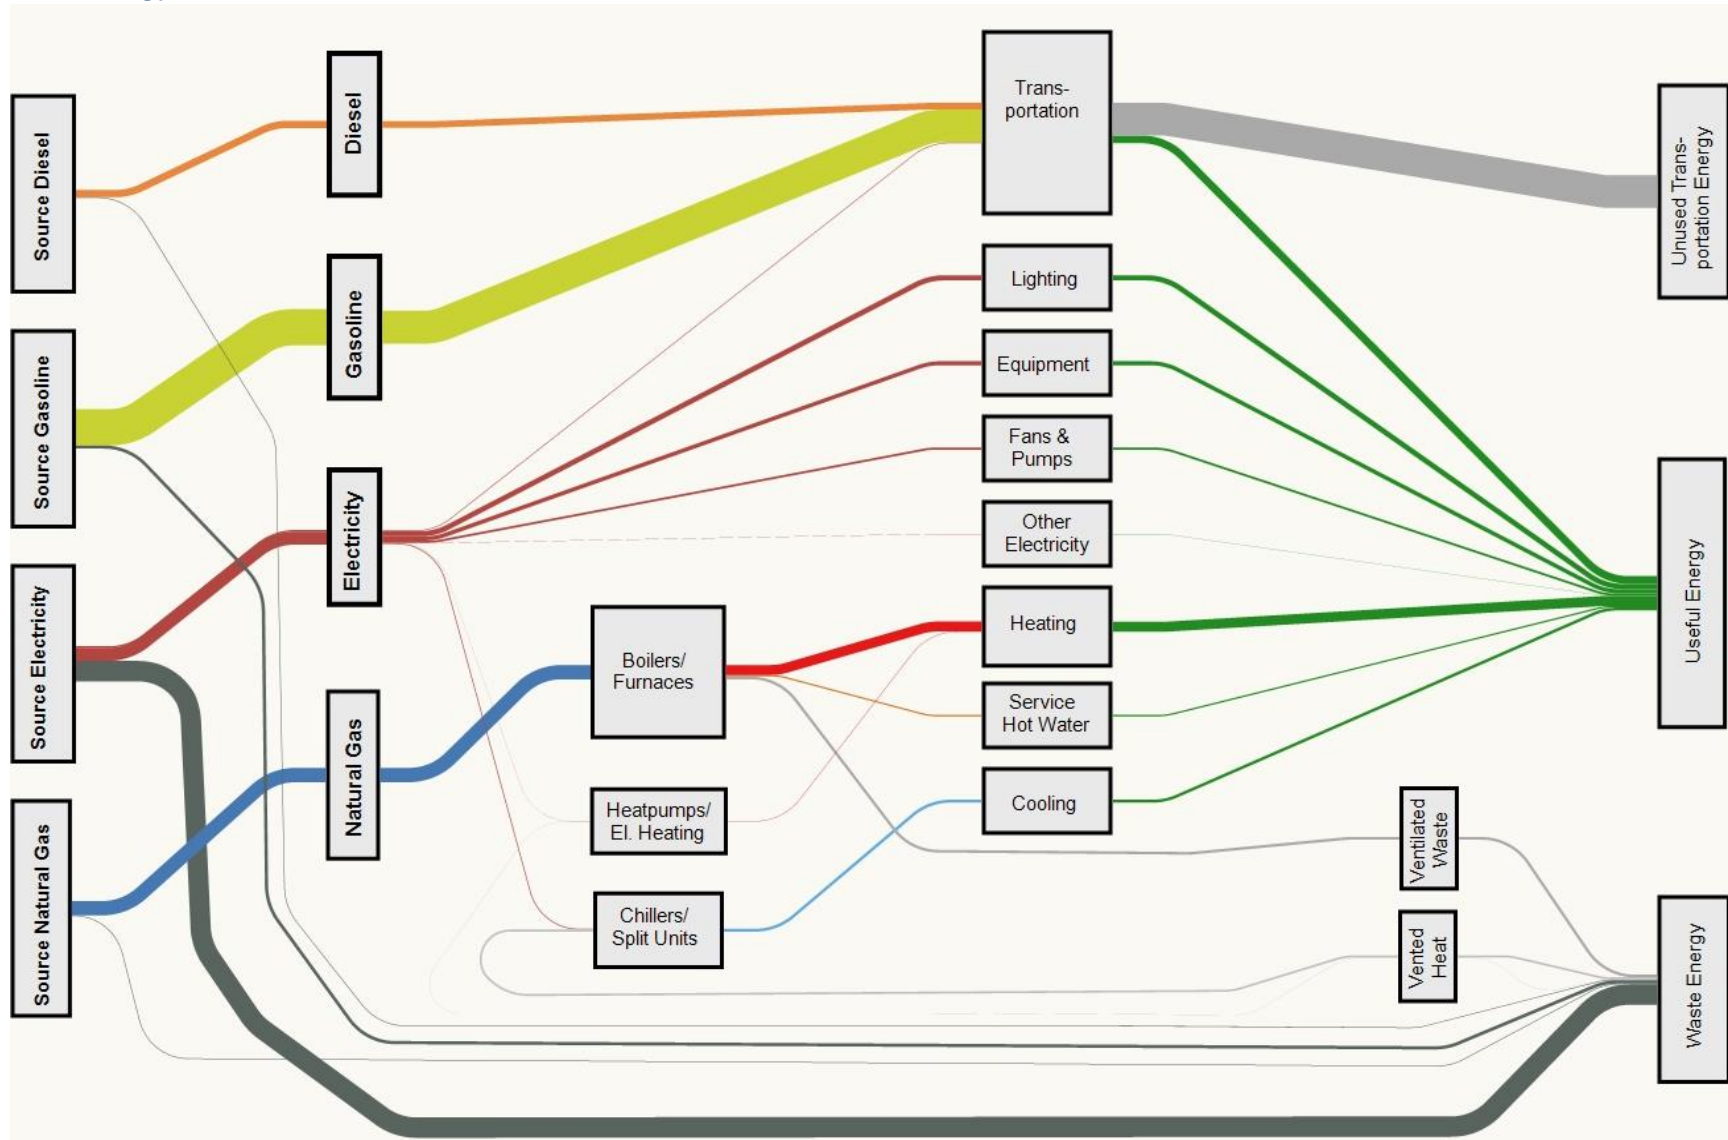 Source Diesel
Source Gasoline
Source Electricity
Source Natural Gas
Diesel
Gasoline
Electricity
Natural Gas
Boilers/
Furnaces
Heatpumps/
El. Heating
Chillers/
Split Units
Trans-
portation
Lighting
Equipment
Fans &
Pumps
Other
Electricity
Heating
Service
Hot Water
Cooling
Ventilated
Waste
Vented
Heat
Unused Trans-
portation Energy
Useful Energy
Waste Energy